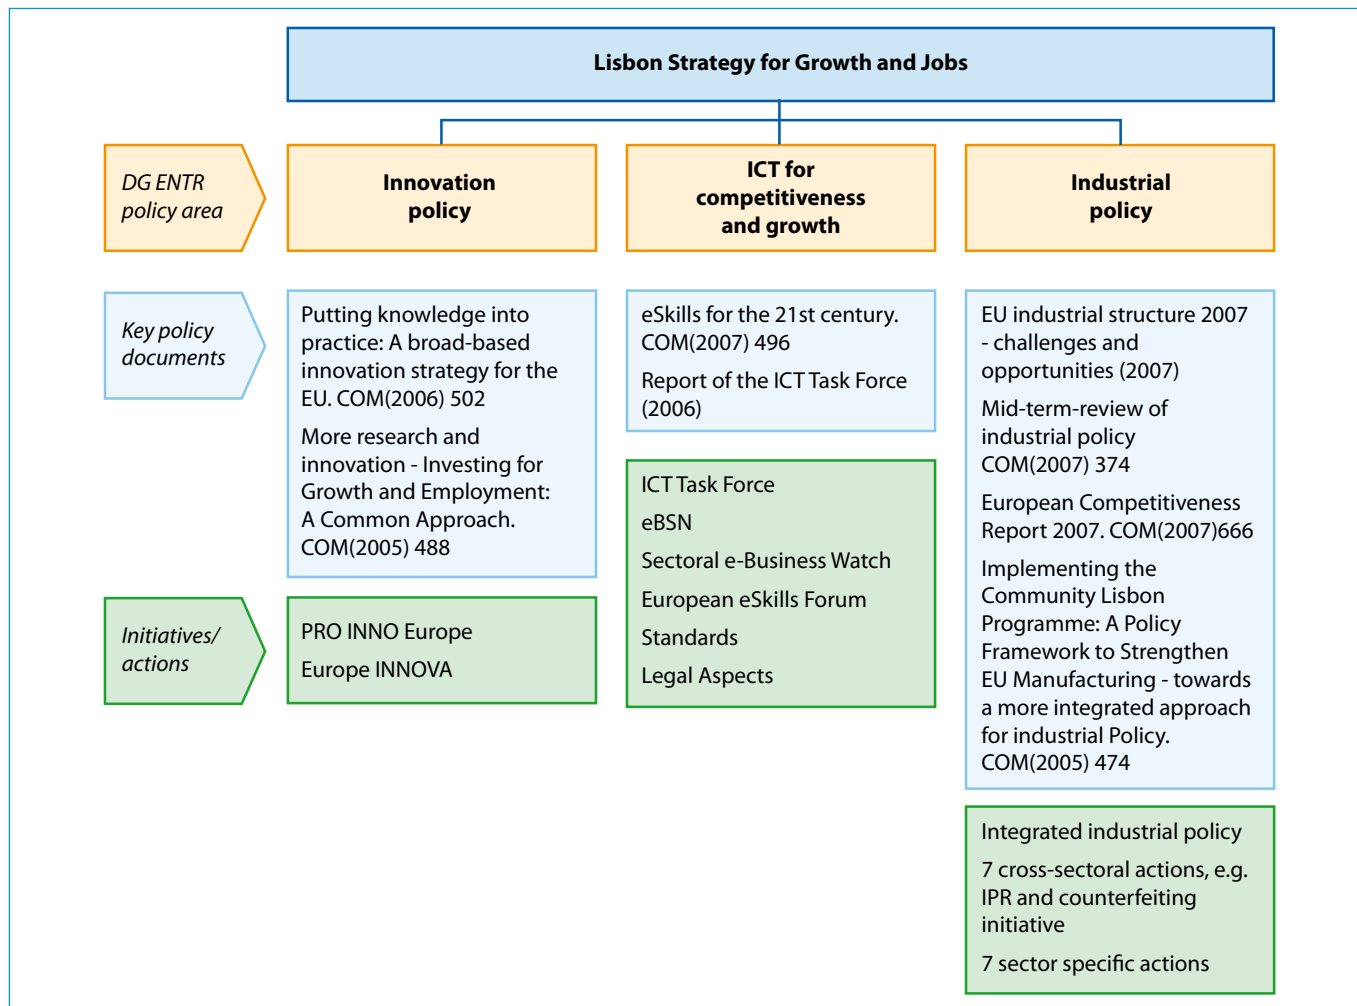 Lisbon Strategy for Growth and Jobs
DG ENTR
policy area
Innovation
policy
ICT for
competitiveness
and growth
Industrial
policy
Key policy
documents
Putting knowledge into
practice: A broad-based
innovation strategy for the
EU. COM(2006) 502
More research and
innovation - Investing for
Growth and Employment:
A Common Approach.
COM(2005) 488
eSkills for the 21st century.
COM(2007) 496
Report of the ICT Task Force
(2006)
EU industrial structure 2007
- challenges and
opportunities (2007)
Mid-term-review of
industrial policy
COM(2007) 374
European Competitiveness
Report 2007. COM(2007)666
Implementing the
Community Lisbon
Programme: A Policy
Framework to Strengthen
EU Manufacturing - towards
a more integrated approach
for industrial Policy.
COM(2005) 474
Initiatives/
actions
PRO INNO Europe
Europe INNOVA
ICT Task Force
eBSN
Sectoral e-Business Watch
European eSkills Forum
Standards
Legal Aspects
Integrated industrial policy
7 cross-sectoral actions, e.g.
IPR and counterfeiting
initiative
7 sector specific actions